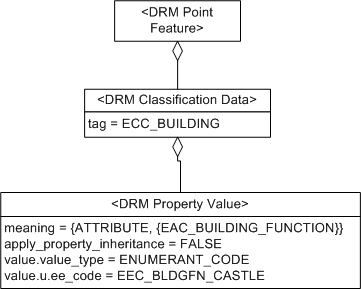 <DRM Point
Feature>
<DRM Classification Data>
tag = ECC_BUILDING
<DRM Property Value>
meaning = {ATTRIBUTE, {EAC_BUILDING_FUNCTION}}
apply_property_inheritance = FALSE
value.value_type = ENUMERANT_CODE
value.u.ee_code = EEC_BLDGFN_CASTLE